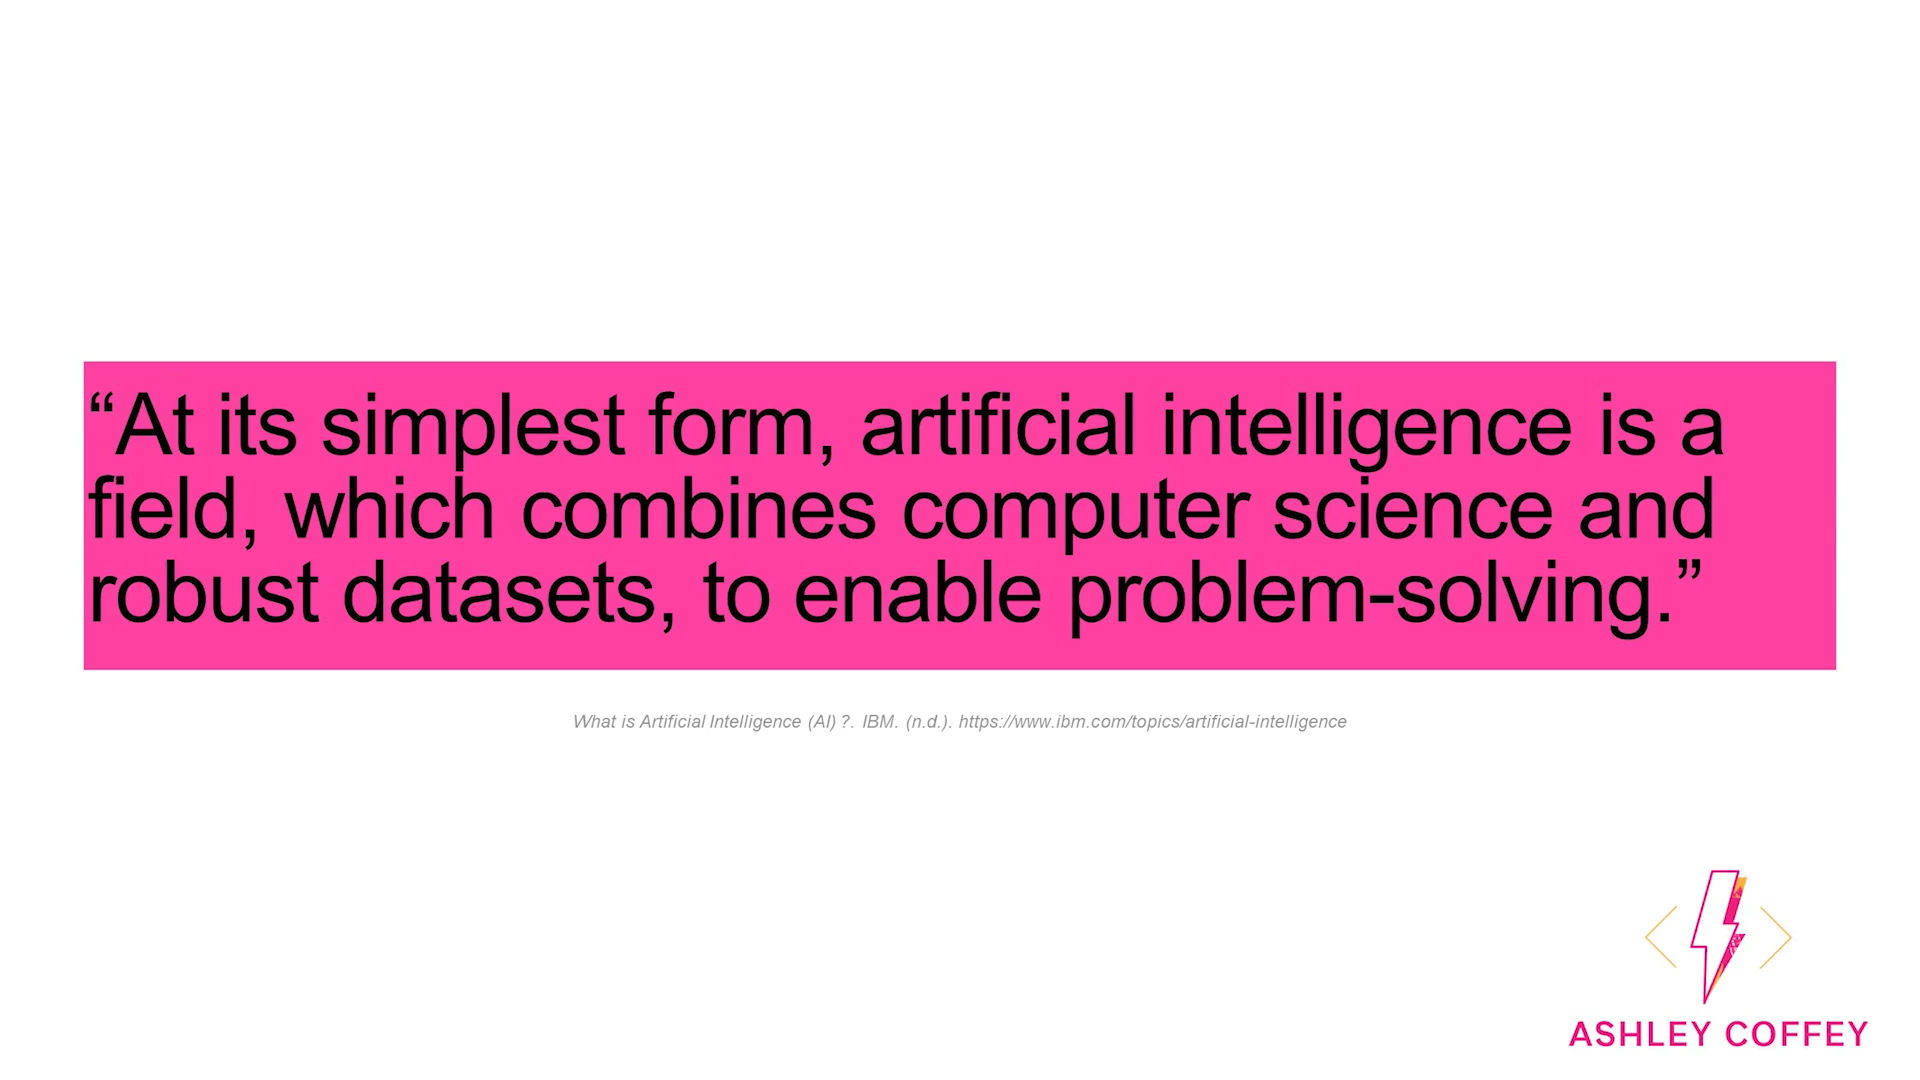 “At its simplest form, artificial intelligence is a
field, which combines computer science and
robust datasets, to enable problem-solving.”
What is Artificial Intelligence (AI) ?. IBM. (n.d.). https://www.ibm.com/topics/artificial-intelligence
ASHLEY COFFEY